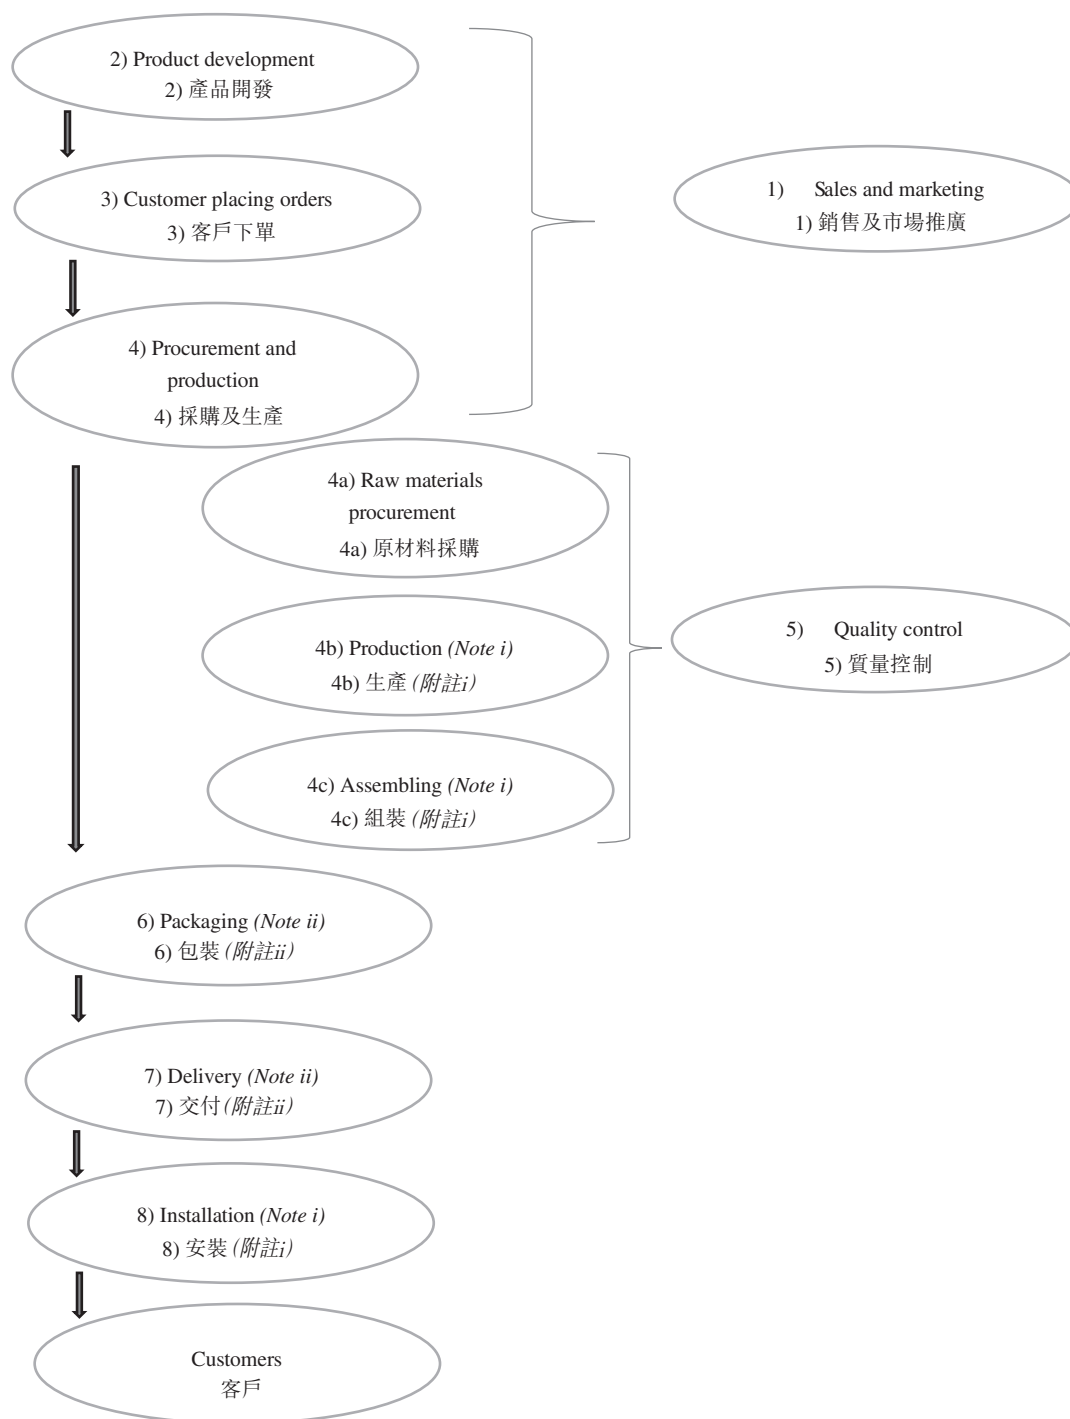 2) Product development
2) 產品開發
3) Customer placing orders
3) 客戶下單
1) Sales and marketing
1) 銷售及市場推廣
4) Procurement and
production
4) 採購及生產
4a) Raw materials
procurement
4a) 原材料採購
4b) Production (Note i)
4b) 生產 (附註i)
4c) Assembling (Note i)
4c) 組裝 (附註i)
5) Quality control
5) 質量控制
6) Packaging (Note ii)
6) 包裝 (附註ii)
7) Delivery (Note ii)
7) 交付 (附註ii)
8) Installation (Note i)
8) 安裝 (附註i)
Customers
客戶